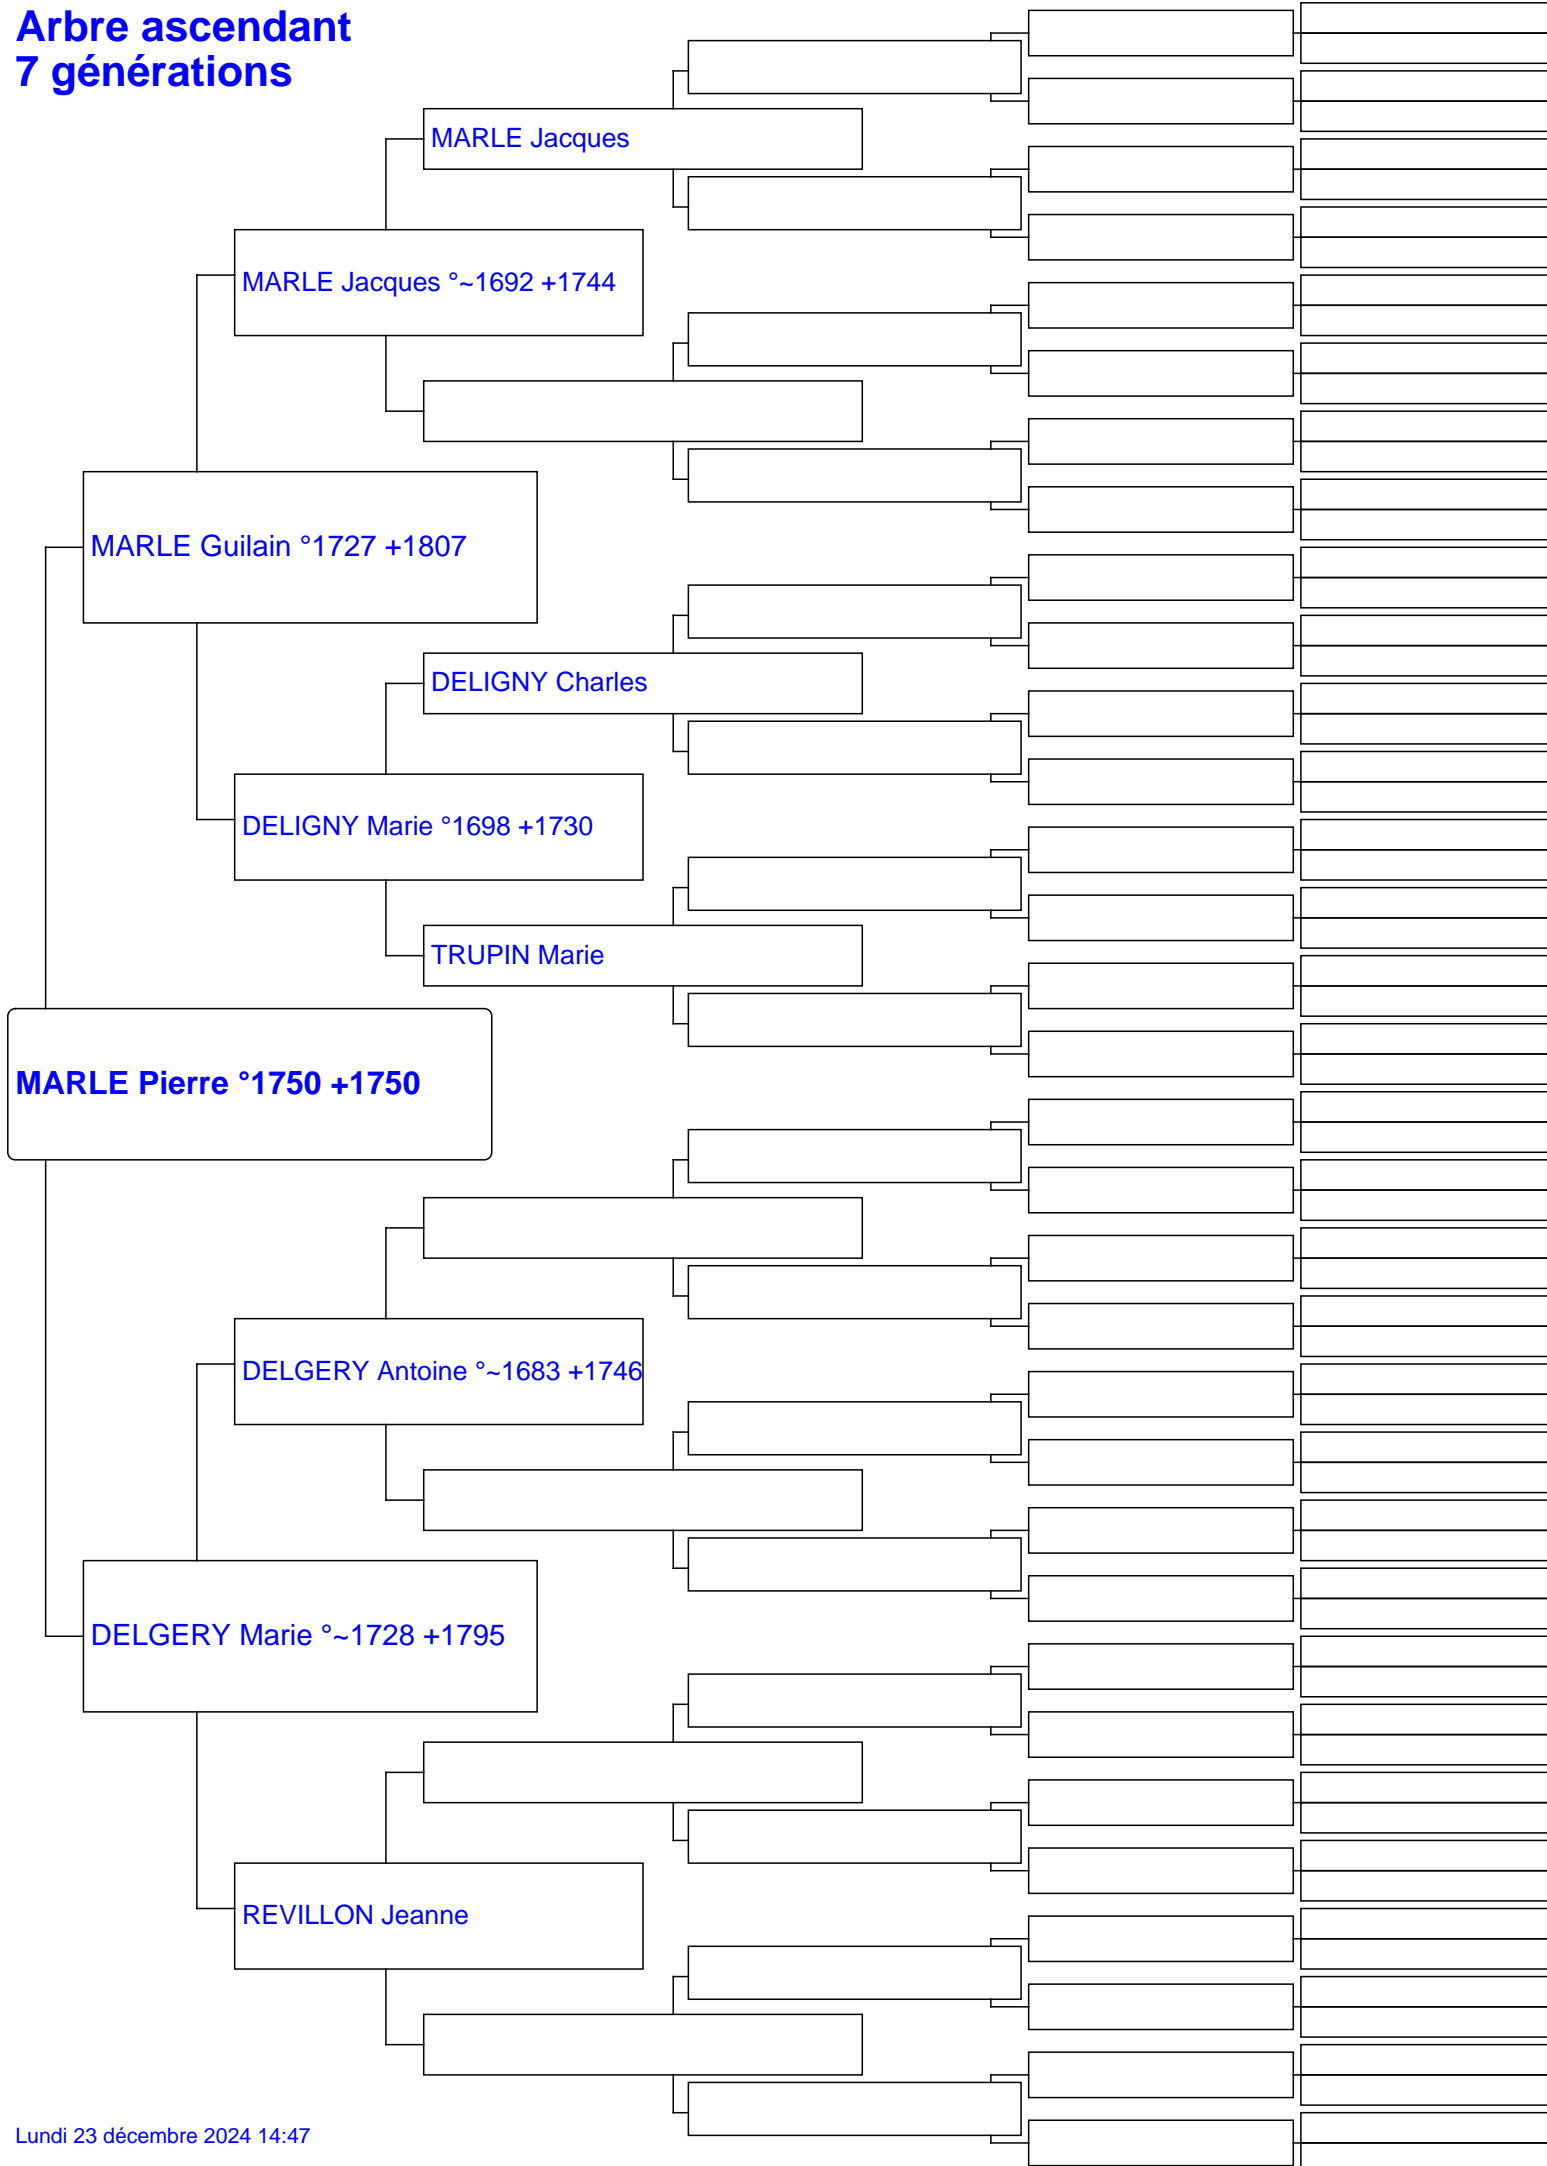 Arbre ascendant
7 générations
MARLE Jacques
MARLE Jacques °~1692 +1744
MARLE Guilain °1727 +1807
DELIGNY Charles
DELIGNY Marie °1698 +1730
TRUPIN Marie
MARLE Pierre °1750 +1750
DELGERY Antoine °~1683 +1746
DELGERY Marie °~1728 +1795
REVILLON Jeanne
Lundi 23 décembre 2024 14:47